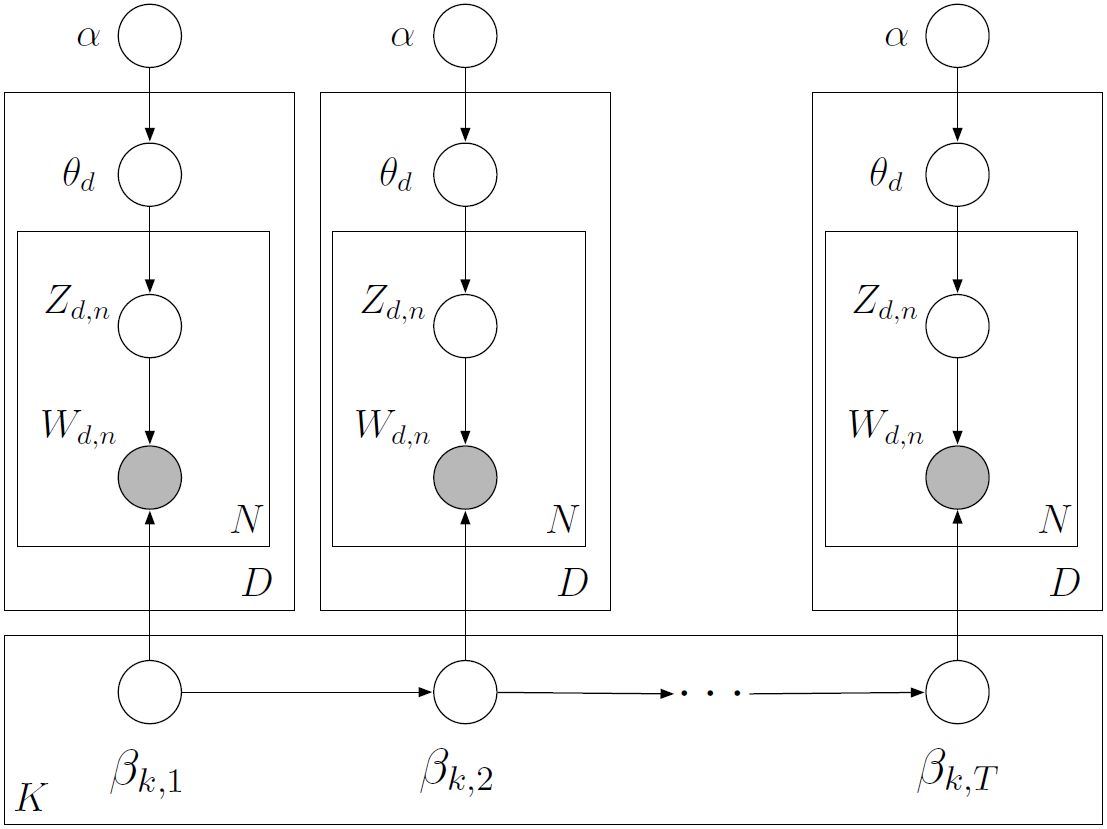 α α α
θ_d θ_d θ_d
Z_{d,n} Z_{d,n} Z_{d,n}
W_{d,n} W_{d,n} W_{d,n}
N N N
D D D
· · ·
β_{k,1} β_{k,2} β_{k,T}
K